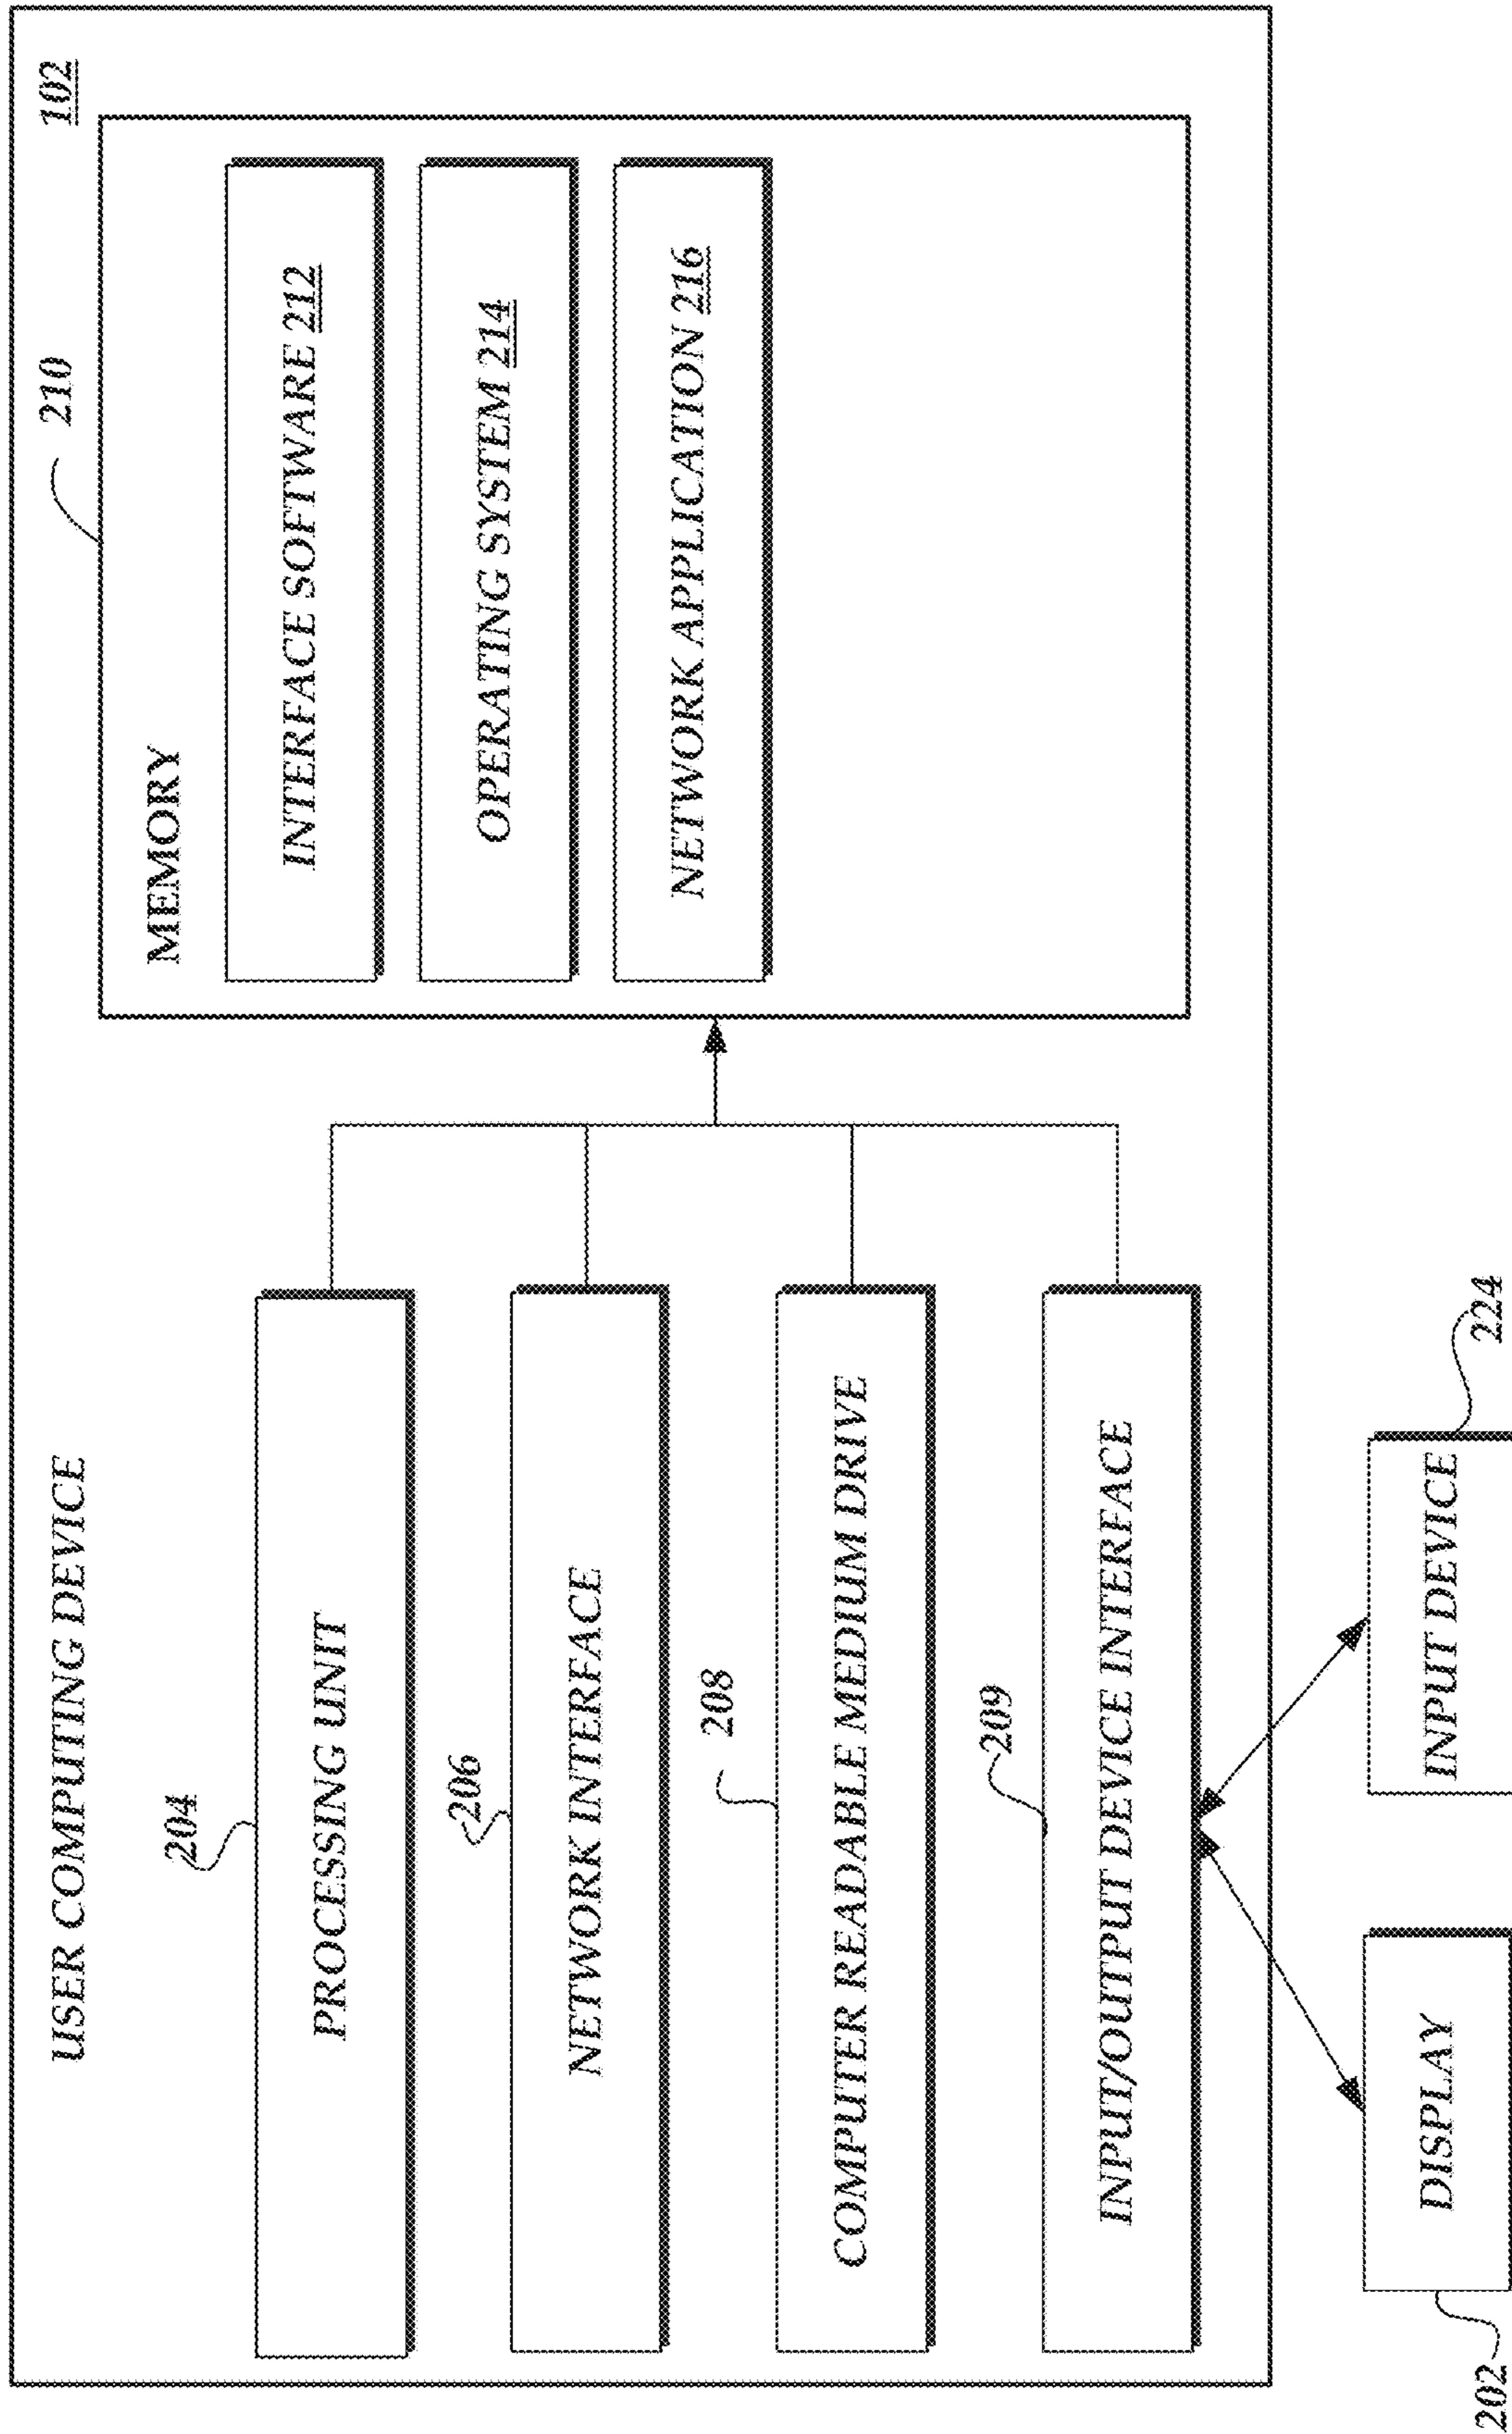 USER COMPUTING DEVICE
102
210
MEMORY
204
PROCESSING UNIT
INTERFACE SOFTWARE 212
206
NETWORK INTERFACE
OPERATING SYSTEM 214
208
COMPUTER READABLE MEDIUM DRIVE
NETWORK APPLICATION 216
209
INPUT/OUTPUT DEVICE INTERFACE
202
DISPLAY
INPUT DEVICE
224